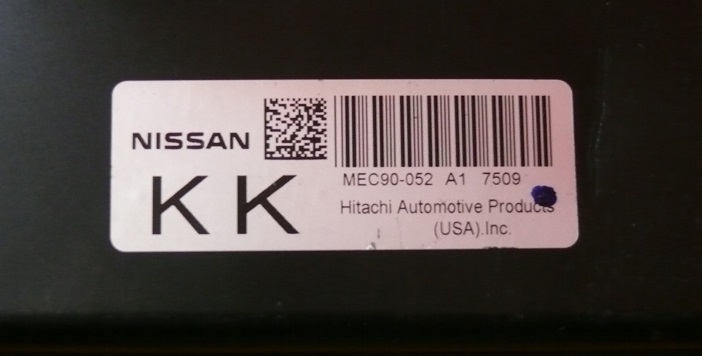 NISSAN
KK
MEC90-052 A1 7509
Hitachi Automotive Products
(USA).Inc.